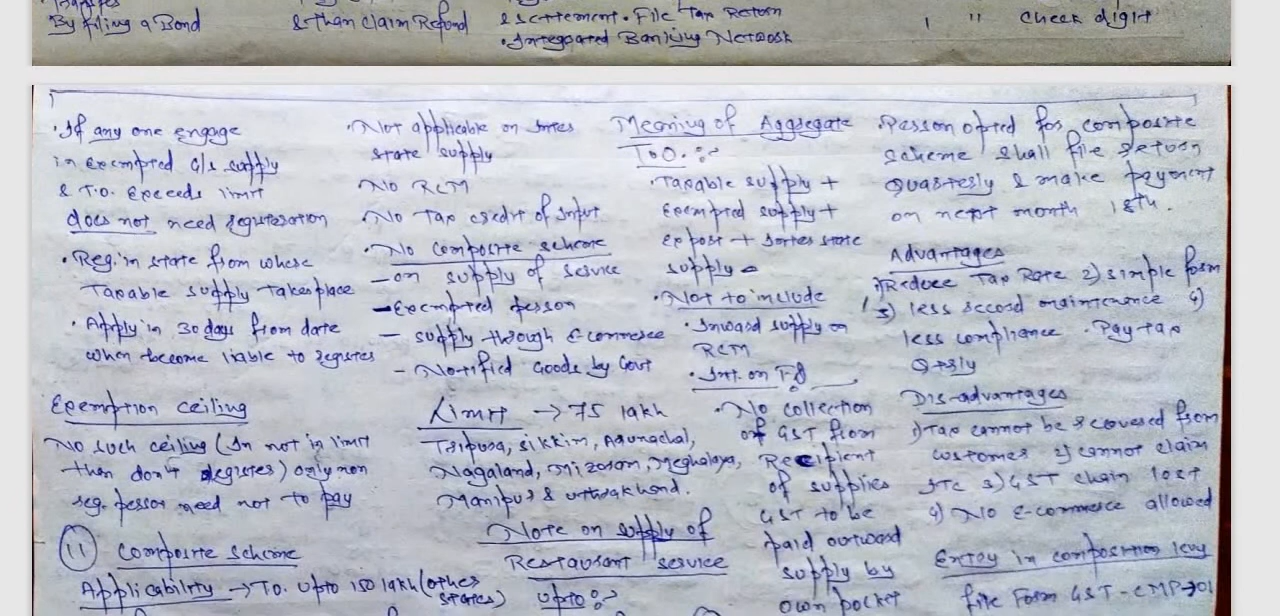 By filing a Bond
& than claim Refund
& settlement. File Tax Return
• Integrated Banking Network
1 " check digit
• If any one engage
in exempted G/s supply
& T.O. Exceeds limit
does not need registeration
• Reg. in state from where
Taxable supply takes place
• Apply in 30 days from date
when become liable to register
Exemption ceiling
No such ceiling (In not in limit
than don't register) only non
reg. person need not to pay
(11) Composite scheme
Applicability → T.O. upto 150 lakh (other
states)
• Not applicable on Inter
state supply
No RCM
No tax credit of Input
• No composite scheme
– on supply of service
– Exempted person
– supply through E-commerce
– Notified Goods by Govt
Limit → 75 lakh
Tripura, Sikkim, Arunachal,
Nagaland, Mizoram, Meghalaya,
Manipur & Uttrakhand.
Note on supply of
Restaurant service
upto :-
Meaning of Aggregate
T.O. :-
• Taxable supply +
Exempted supply +
Export + Inter state
supply
• Not to include
• Inward supply on
RCM
• Int. on F.D
• No collection
of GST from
Recipient
of supplies
GST to be
paid outward
supply by
own pocket
• Person opted for composite
scheme shall file return
Quarterly & make payment
on next month 18th.
Advantages
1) Reduce Tax Rate 2) simple form
3) less record maintenance 4)
less compliance • Pay tax
Qtrly
Dis-advantages
1) Tax cannot be recovered from
customer 2) cannot claim
ITC 3) GST chain lost
4) No E-commerce allowed
Entry in composition levy
file Form GST-CMP-01